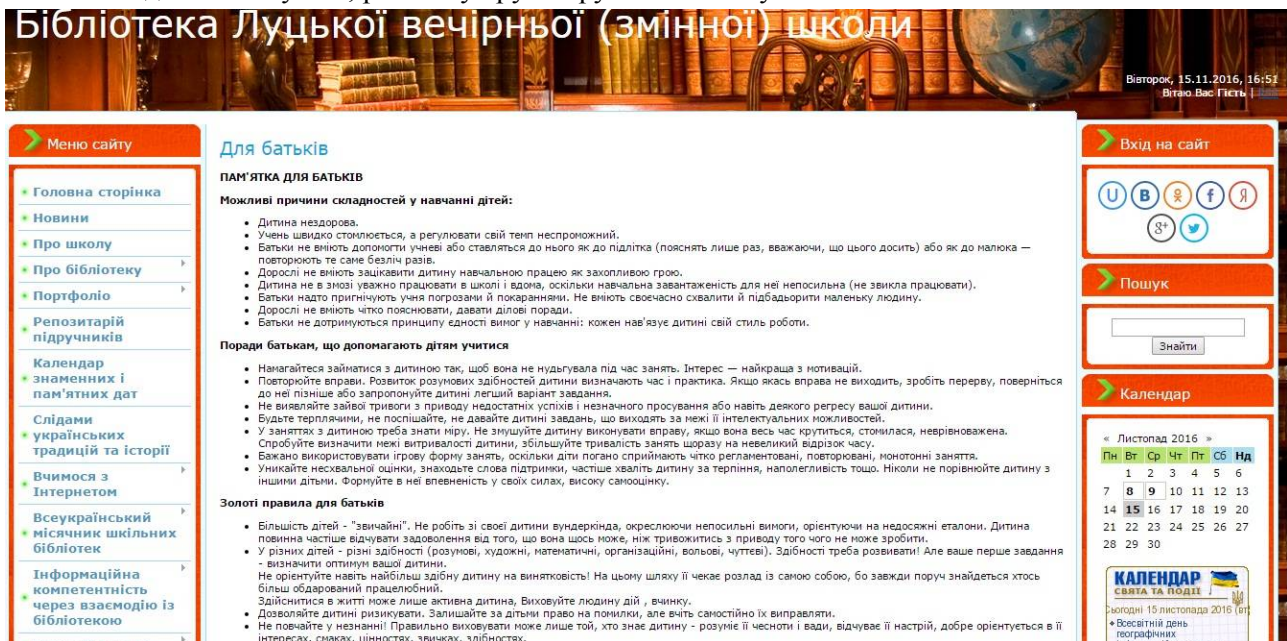 Бібліотека Луцької вечірньої (змінної) школи
Вівторок, 15.11.2016, 16:51
Вітаю Вас Гість |
Меню сайту
Головна сторінка
Новини
Про школу
Про бібліотеку
Портфоліо
Репозитарій
підручників
Календар
знаменних і
пам'ятних дат
Слідами
українських
традицій та історії
Вчимося з
Інтернетом
Всеукраїнський
місячник шкільних
бібліотек
Інформаційна
компетентність
через взаємодію із
бібліотекою
Для батьків
ПАМ'ЯТКА ДЛЯ БАТЬКІВ
Можливі причини складностей у навчанні дітей:
Дитина нездорова.
Учень швидко стомлюється, а регулювати свій темп неспроможний.
Батьки не вміють допомогти учневі або ставляться до нього як до підлітка (пояснять лише раз, вважаючи, що цього досить) або як до малюка —
повторюють те саме безліч разів.
Дорослі не вміють зацікавити дитину навчальною працею як захопливою грою.
Дитина не в змозі уважно працювати в школі і вдома, оскільки навчальна завантаженість для неї непосильна (не звикла працювати).
Батьки надто пригнічують учня погрозами й покараннями. Не вміють своєчасно схвалити й підбадьорити маленьку людину.
Дорослі не вміють чітко пояснювати, давати ділові поради.
Батьки не дотримуються принципу єдності вимог у навчанні: кожен нав'язує дитині свій стиль роботи.
Поради батькам, що допомагають дітям учитися
Намагайтеся займатися з дитиною так, щоб вона не нудьгувала під час занять. Інтерес — найкраща з мотивацій.
Повторюйте вправи. Розвиток розумових здібностей дитини визначають час і практика. Якщо якась вправа не виходить, зробіть перерву, поверніться
до неї пізніше або запропонуйте дитині легший варіант завдання.
Не виявляйте зайвої тривоги з приводу недостатніх успіхів і незначного просування або навіть деякого регресу вашої дитини.
Будьте терплячими, не поспішайте, не давайте дитині завдань, що виходять за межі її інтелектуальних можливостей.
У заняттях з дитиною треба знати міру. Не змушуйте дитину виконувати вправу, якщо вона весь час крутиться, стомилася, неврівноважена.
Спробуйте визначити межі витривалості дитини, збільшуйте тривалість занять щоразу на невеликий відрізок часу.
Бажано використовувати ігрову форму занять, оскільки діти погано сприймають чітко регламентовані, повторювані, монотонні заняття.
Уникайте несхвальної оцінки, знаходьте слова підтримки, частіше хваліть дитину за терпіння, наполегливість тощо. Ніколи не порівнюйте дитину з
іншими дітьми. Формуйте в неї впевненість у своїх силах, високу самооцінку.
Золоті правила для батьків
Більшість дітей - "звичайні". Не робіть зі своєї дитини вундеркінда, окреслюючи непосильні вимоги, орієнтуючи на недосяжні еталони. Дитина
повинна частіше відчувати задоволення від того, що вона щось може, ніж тривожитись з приводу того чого не може зробити.
У різних дітей - різні здібності (розумові, художні, математичні, організаційні, вольові, чуттєві). Здібності треба розвивати! Але ваше перше завдання
- визначити оптимум вашої дитини.
Не орієнтуйте навіть найбільш здібну дитину на винятковість! На цьому шляху її чекає розлад із самою собою, бо завжди поруч знайдеться хтось
більш обдарований працелюбний.
Здійснитися в житті може лише активна дитина, Виховуйте людину дій , вчинку.
Дозволяйте дитині ризикувати. Залишайте за дітьми право на помилки, але вчіть самостійно їх виправляти.
Не повчайте у незнанні! Правильно виховувати може лише той, хто знає дитину - розуміє її чесноти і вади, відчуває її настрій, добре орієнтується в її
інтересах, смаках, цінностях, звичках, здібностях.
Вхід на сайт
U В f Я
g+
Пошук
Знайти
Календар
« Листопад 2016 »
Пн Вт Ср Чт Пт Сб Нд
1 2 3 4 5 6
7 8 9 10 11 12 13
14 15 16 17 18 19 20
21 22 23 24 25 26 27
28 29 30
КАЛЕНДАР
СВЯТА ТА ПОДІЇ
Сьогодні 15 листопада 2016 (вт)
Всесвітній день
географічних